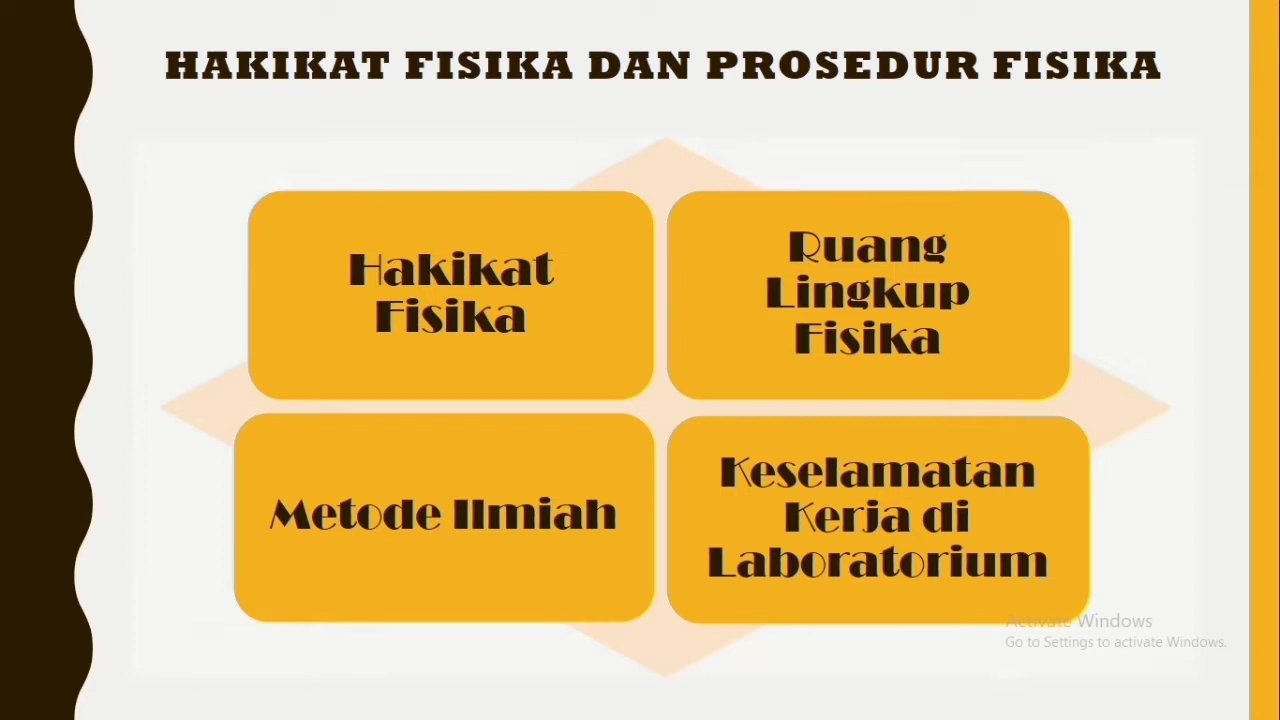 HAKIKAT FISIKA DAN PROSEDUR FISIKA
Hakikat
Fisika
Ruang
Lingkup
Fisika
Metode Ilmiah
Keselamatan
Kerja di
Laboratorium
Activate Windows
Go to Settings to activate Windows.